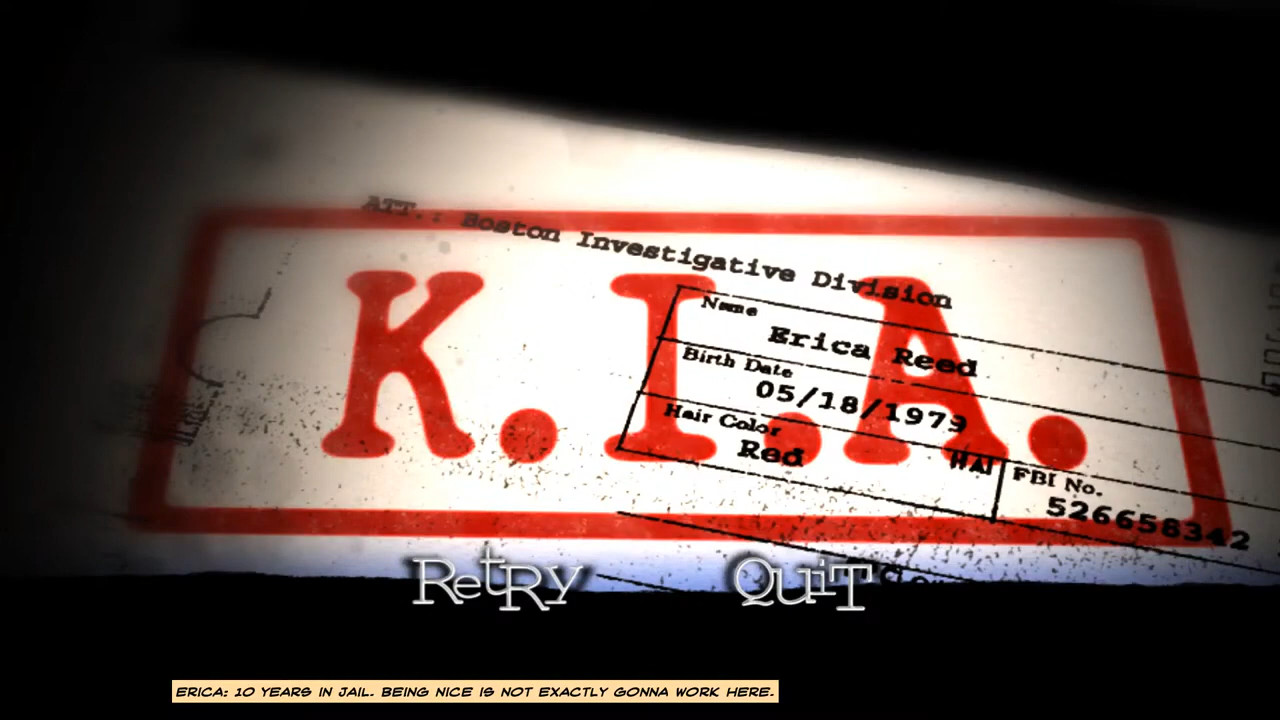 ATT.: Boston Investigative Division
K.I.A.
Name
Erica Reed
Birth Date
05/18/1979
Hair Color
Red
HAI
FBI No.
526658342
RetRy
QuiT
ERICA: 10 YEARS IN JAIL. BEING NICE IS NOT EXACTLY GONNA WORK HERE.